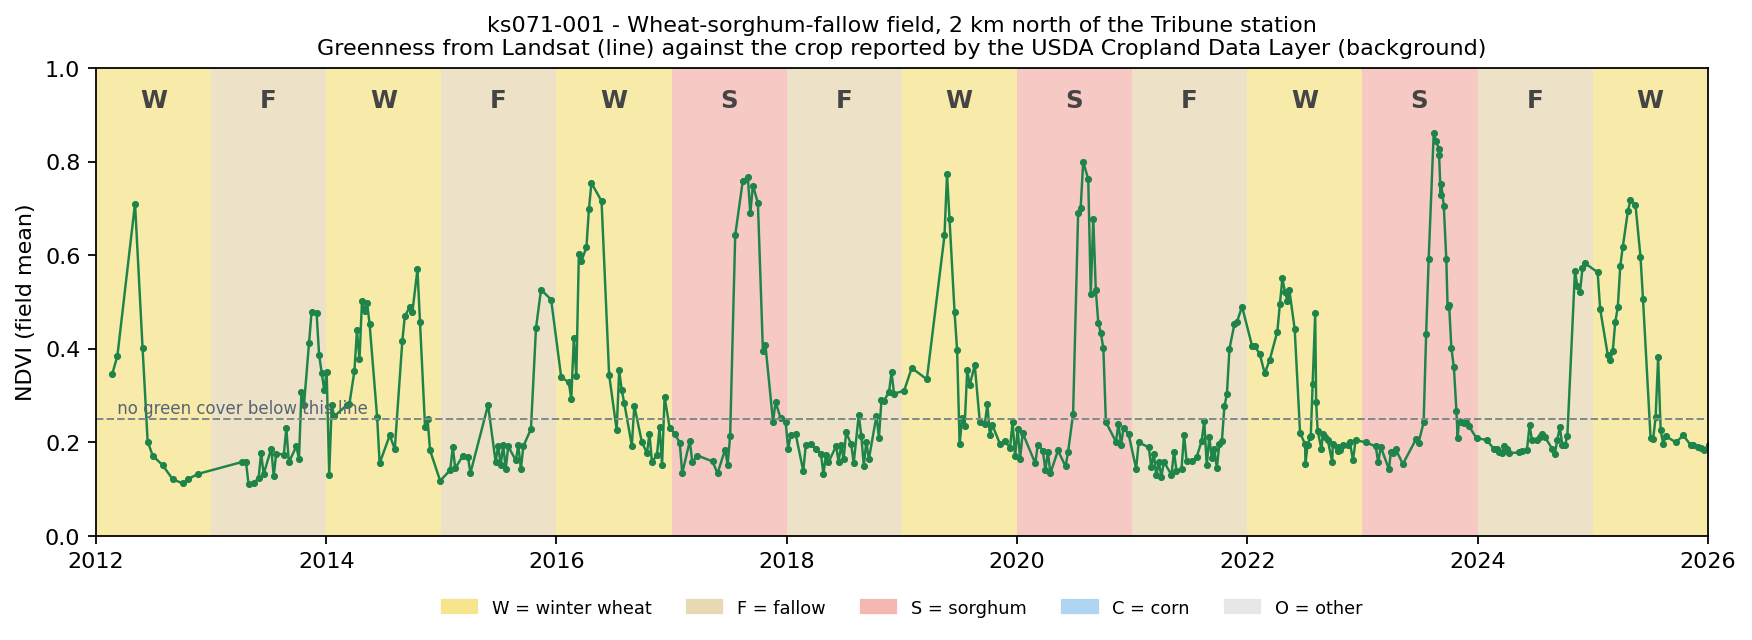 ks071-001 - Wheat-sorghum-fallow field, 2 km north of the Tribune station
Greenness from Landsat (line) against the crop reported by the USDA Cropland Data Layer (background)
NDVI (field mean)
1.0
0.8
0.6
0.4
0.2
0.0
W F W F W S F W S F W S F W
no green cover below this line
2012 2014 2016 2018 2020 2022 2024 2026
W = winter wheat F = fallow S = sorghum C = corn O = other